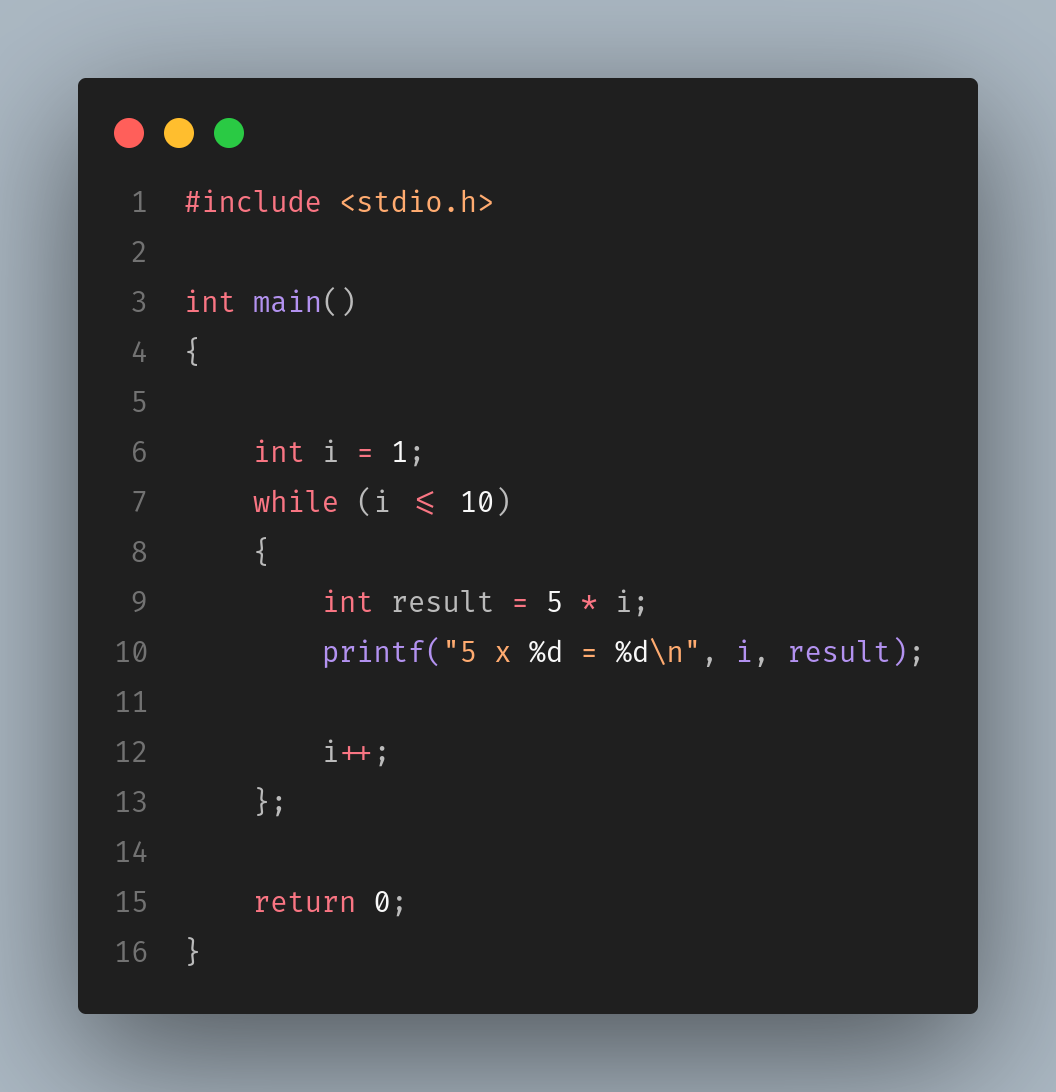 1 #include <stdio.h>
2
3 int main()
4 {
5
6     int i = 1;
7     while (i <= 10)
8     {
9         int result = 5 * i;
10         printf("5 x %d = %d\n", i, result);
11
12         i++;
13     };
14
15     return 0;
16 }